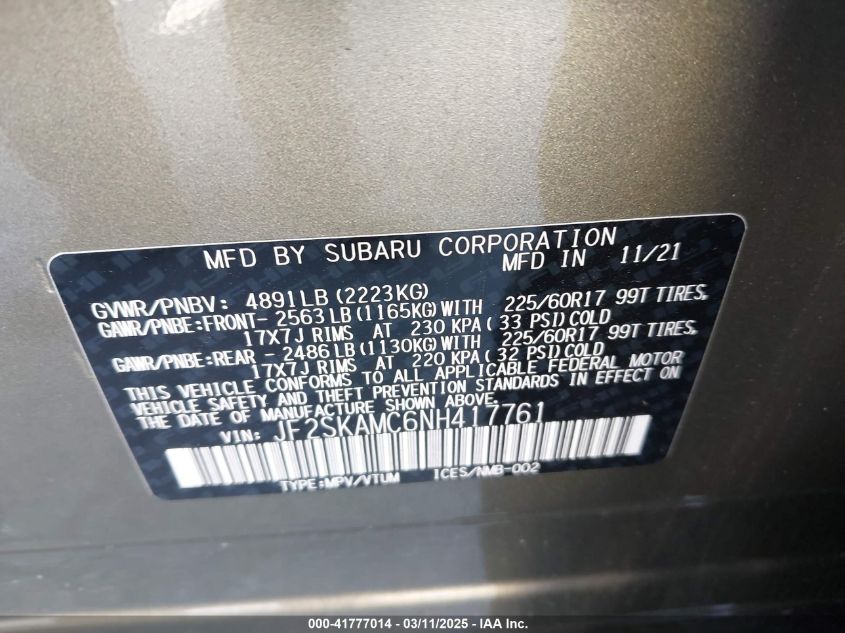 MFD BY SUBARU CORPORATION
MFD IN 11/21
GVWR/PNBV: 4891LB (2223KG)
GAWR/PNBE:FRONT- 2563LB (1165KG) WITH 225/60R17 99T TIRES,
17X7J RIMS AT 230 KPA ( 33 PSI) COLD
GAWR/PNBE:REAR - 2486LB (1130KG) WITH 225/60R17 99T TIRES,
17X7J RIMS AT 220 KPA ( 32 PSI) COLD
THIS VEHICLE CONFORMS TO ALL APPLICABLE FEDERAL MOTOR
VEHICLE SAFETY AND THEFT PREVENTION STANDARDS IN EFFECT ON
THE DATE OF MANUFACTURE SHOWN ABOVE.
VIN: JF2SKAMC6NH417761
TYPE:MPV/VTUM ICES/NMB-002
000-41777014 - 03/11/2025 - IAA Inc.